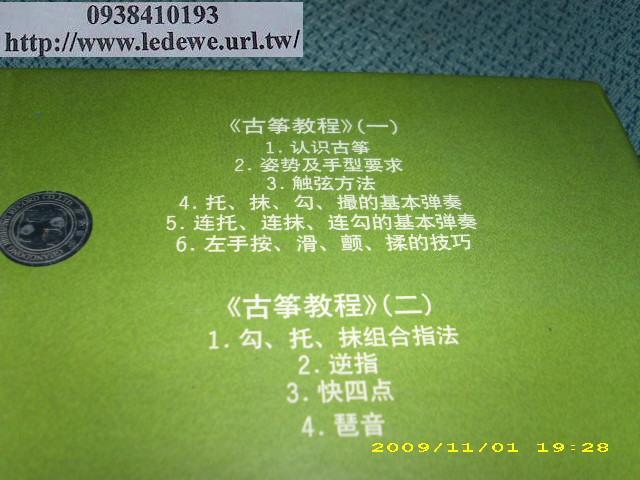 0938410193
http://www.ledewe.url.tw/
《古筝教程》(一)
1. 认识古筝
2. 姿势及手型要求
3. 触弦方法
4. 托、抹、勾、撮的基本弹奏
5. 连托、连抹、连勾的基本弹奏
6. 左手按、滑、颤、揉的技巧
《古筝教程》(二)
1. 勾、托、抹组合指法
2. 逆指
3. 快四点
4. 琶音
2009/11/01 19:28